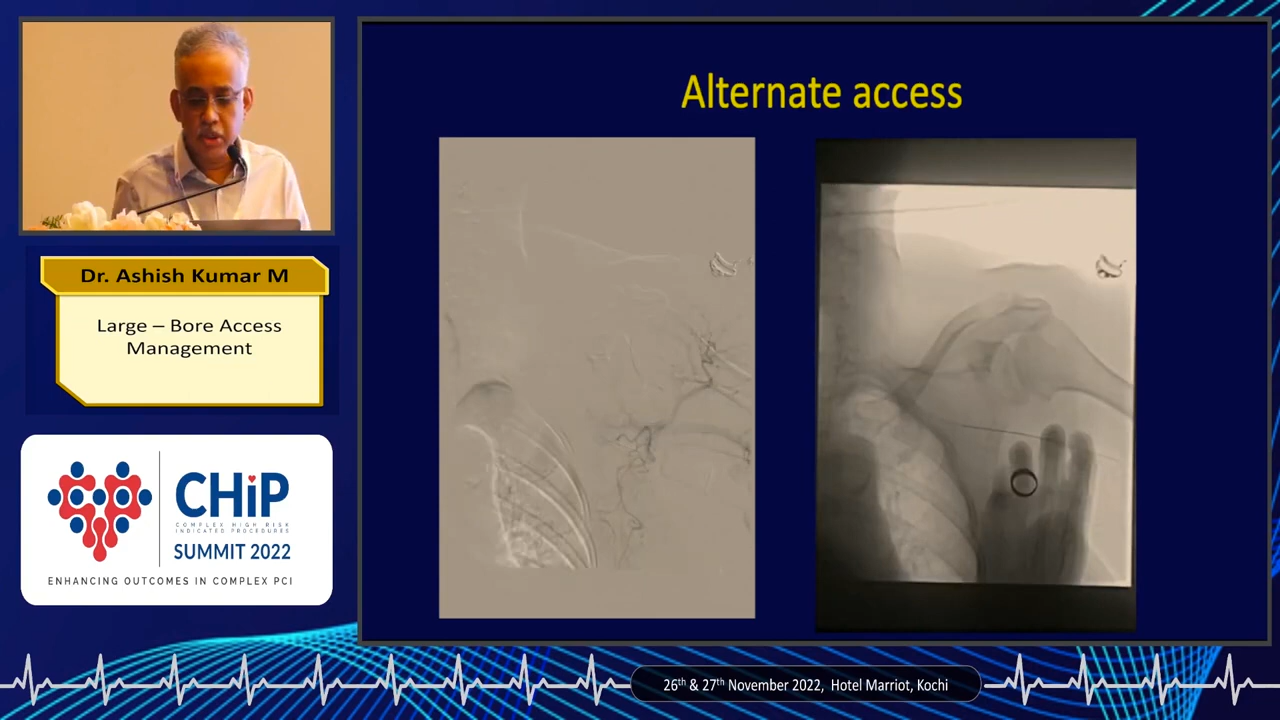 Alternate access
Dr. Ashish Kumar M
Large – Bore Access
Management
CHiP
COMPLEX HIGH RISK
INDICATED PROCEDURES
SUMMIT 2022
ENHANCING OUTCOMES IN COMPLEX PCI
26th & 27th November 2022, Hotel Marriot, Kochi